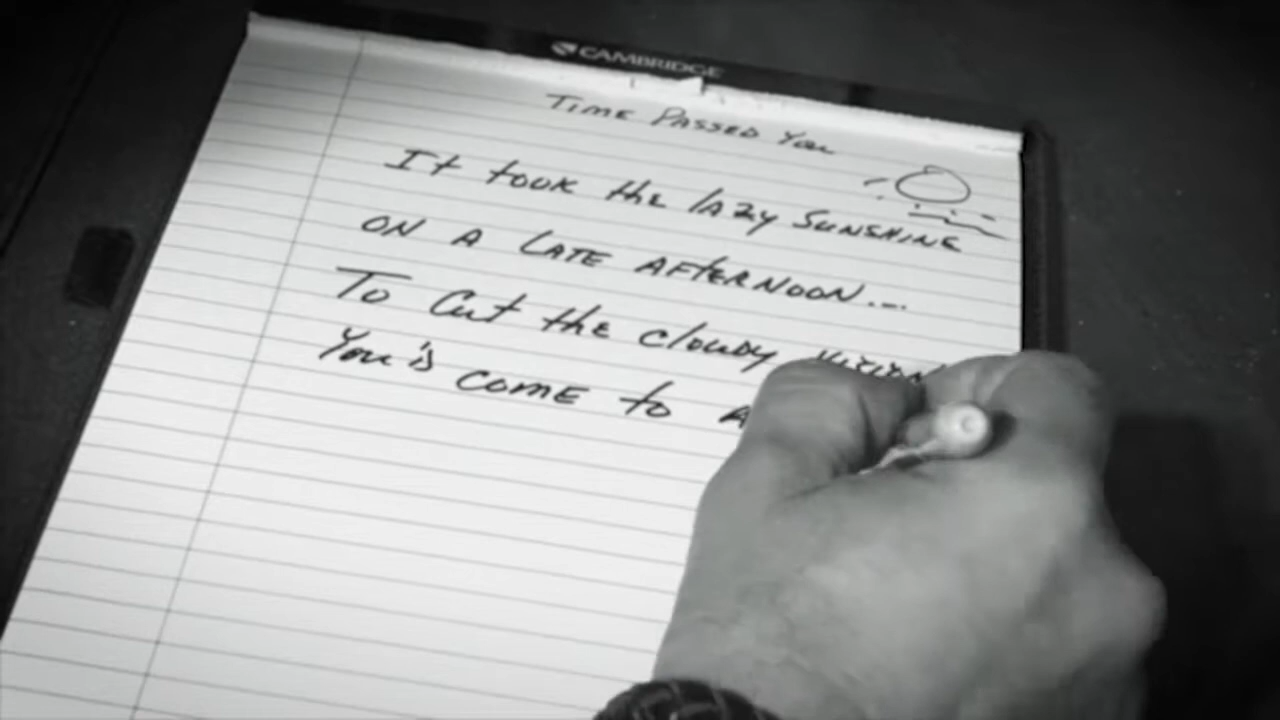 CAMBRIDGE
Time Passed You
It took the lazy Sunshine
on a late afternoon...
To Cut the cloudy vision
You's come to